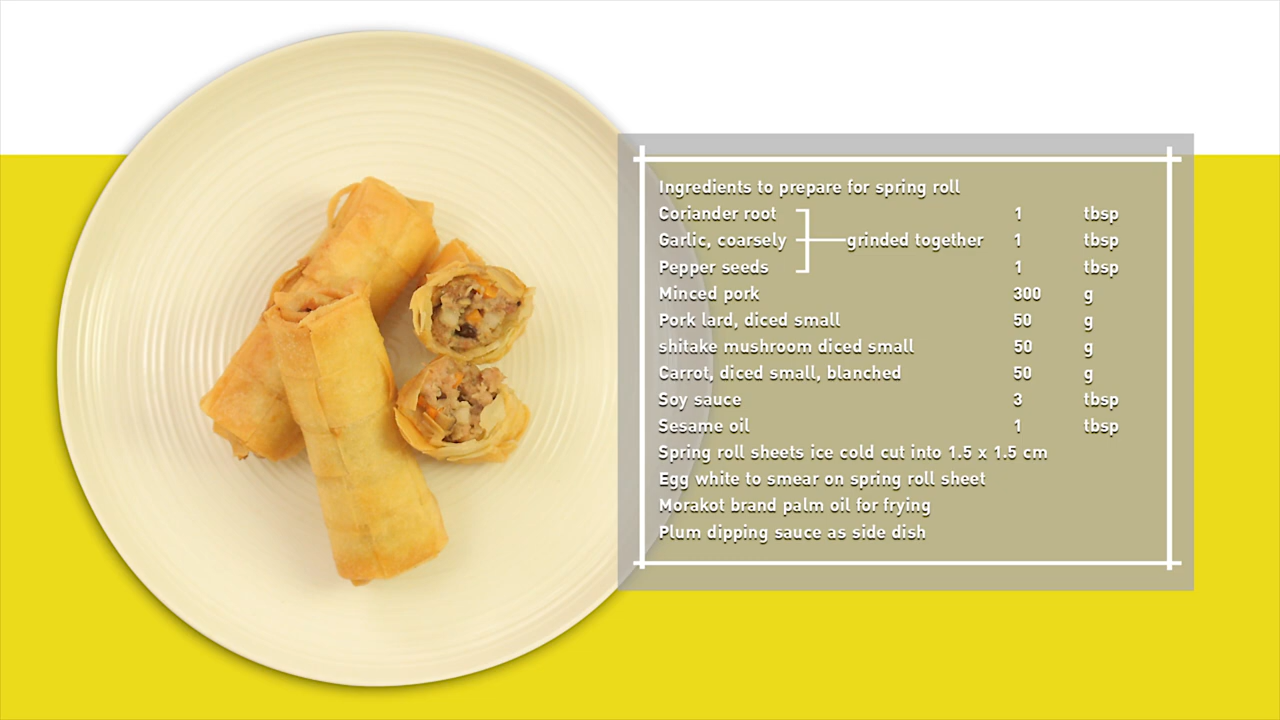 Ingredients to prepare for spring roll
Coriander root 1 tbsp
Garlic, coarsely grinded together 1 tbsp
Pepper seeds 1 tbsp
Minced pork 300 g
Pork lard, diced small 50 g
shitake mushroom diced small 50 g
Carrot, diced small, blanched 50 g
Soy sauce 3 tbsp
Sesame oil 1 tbsp
Spring roll sheets ice cold cut into 1.5 x 1.5 cm
Egg white to smear on spring roll sheet
Morakot brand palm oil for frying
Plum dipping sauce as side dish